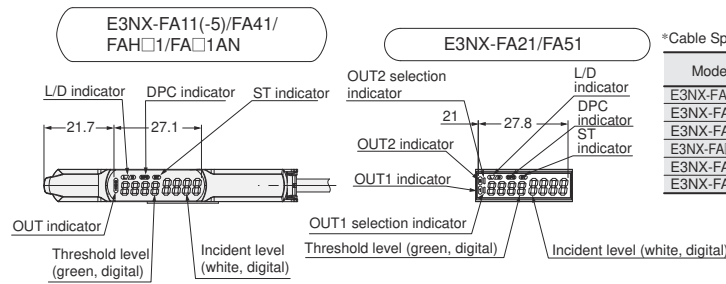 E3NX-FA11(-5)/FA41/
FAH□1/FA□1AN
L/D indicator
DPC indicator
ST indicator
21.7
27.1
OUT indicator
Threshold level
(green, digital)
Incident level
(white, digital)
E3NX-FA21/FA51
OUT2 selection
indicator
L/D
indicator
DPC
indicator
ST
indicator
21
27.8
OUT2 indicator
OUT1 indicator
OUT1 selection indicator
Threshold level (green, digital)
Incident level (white, digital)
*Cable Sp
Mode
E3NX-FA
E3NX-FA
E3NX-FA
E3NX-FA
E3NX-FA
E3NX-FA